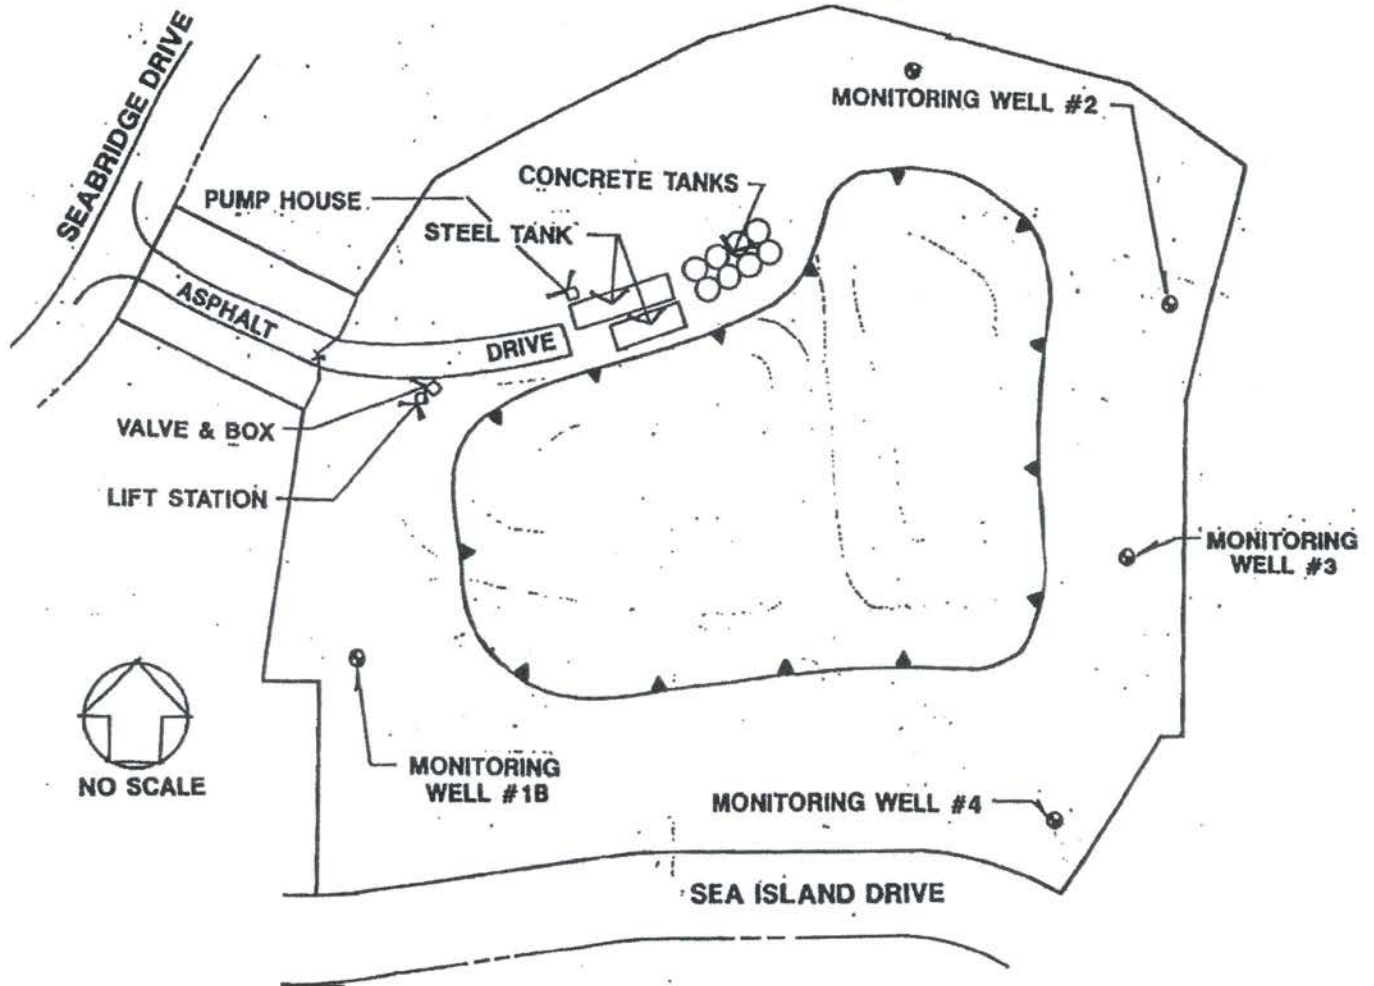 SEABRIDGE DRIVE
MONITORING WELL #2
CONCRETE TANKS
PUMP HOUSE
STEEL TANK
ASPHALT
DRIVE
VALVE & BOX
LIFT STATION
MONITORING
WELL #3
NO SCALE
MONITORING
WELL #1B
MONITORING WELL #4
SEA ISLAND DRIVE